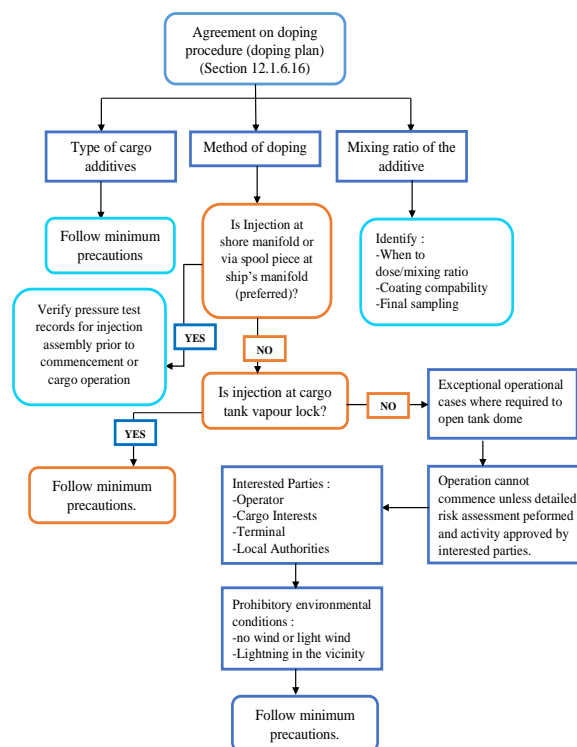 Agreement on doping
procedure (doping plan)
(Section 12.1.6.16)
Type of cargo
additives
Method of doping
Mixing ratio of the
additive
Follow minimum
precautions
Is Injection at
shore manifold or
via spool piece at
ship's manifold
(preferred)?
Identify :
-When to
dose/mixing ratio
-Coating compability
-Final sampling
Verify pressure test
records for injection
assembly prior to
commencement or
cargo operation
YES
NO
Is injection at cargo
tank vapour lock?
NO
Exceptional operational
cases where required to
open tank dome
YES
Follow minimum
precautions.
Interested Parties :
-Operator
-Cargo Interests
-Terminal
-Local Authorities
Operation cannot
commence unless detailed
risk assessment peformed
and activity approved by
interested parties.
Prohibitory environmental
conditions :
-no wind or light wind
-Lightning in the vicinity
Follow minimum
precautions.